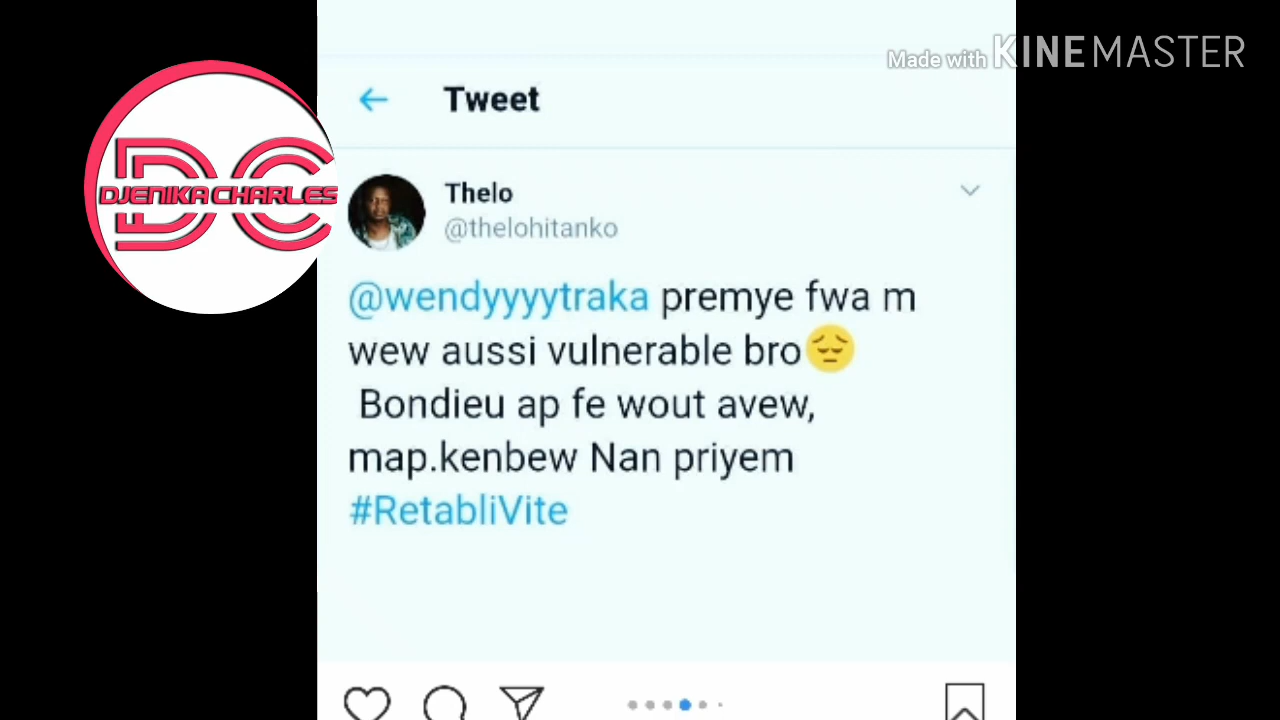 Made with KINEMASTER
Tweet
DC
DJENIKA CHARLES
Thelo
@thelohitanko
@wendyyyytraka premye fwa m
wew aussi vulnerable bro😔
Bondieu ap fe wout avew,
map.kenbew Nan priyem
#RetabliVite